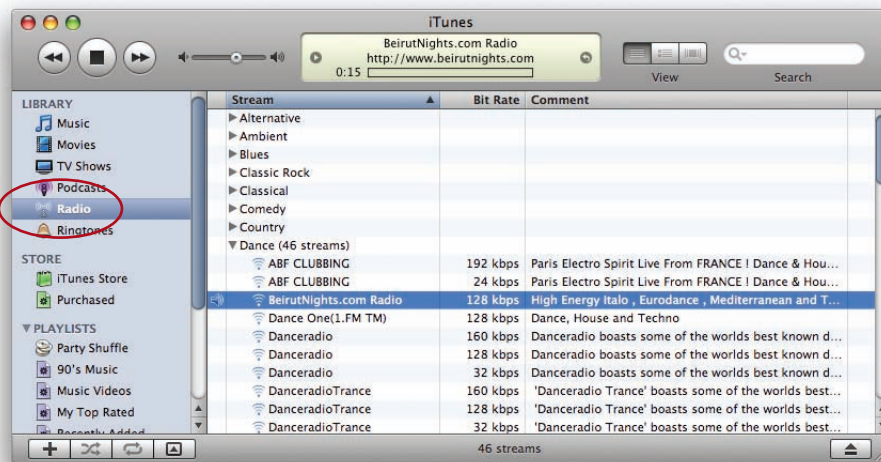 iTunes
BeirutNights.com Radio
http://www.beirutnights.com
0:15
View
Search
LIBRARY
Music
Movies
TV Shows
Podcasts
Radio
Ringtones
STORE
iTunes Store
Purchased
PLAYLISTS
Party Shuffle
90's Music
Music Videos
My Top Rated
Recently Added
Stream Bit Rate Comment
Alternative
Ambient
Blues
Classic Rock
Classical
Comedy
Country
Dance (46 streams)
ABF CLUBBING 192 kbps Paris Electro Spirit Live From FRANCE ! Dance & Hou...
ABF CLUBBING 24 kbps Paris Electro Spirit Live From FRANCE ! Dance & Hou...
BeirutNights.com Radio 128 kbps High Energy Italo , Eurodance , Mediterranean and T...
Dance One(1.FM TM) 128 kbps Dance, House and Techno
Danceradio 160 kbps Danceradio boasts some of the worlds best known d...
Danceradio 128 kbps Danceradio boasts some of the worlds best known d...
Danceradio 32 kbps Danceradio boasts some of the worlds best known d...
DanceradioTrance 160 kbps 'Danceradio Trance' boasts some of the worlds best...
DanceradioTrance 128 kbps 'Danceradio Trance' boasts some of the worlds best...
DanceradioTrance 32 kbps 'Danceradio Trance' boasts some of the worlds best...
46 streams